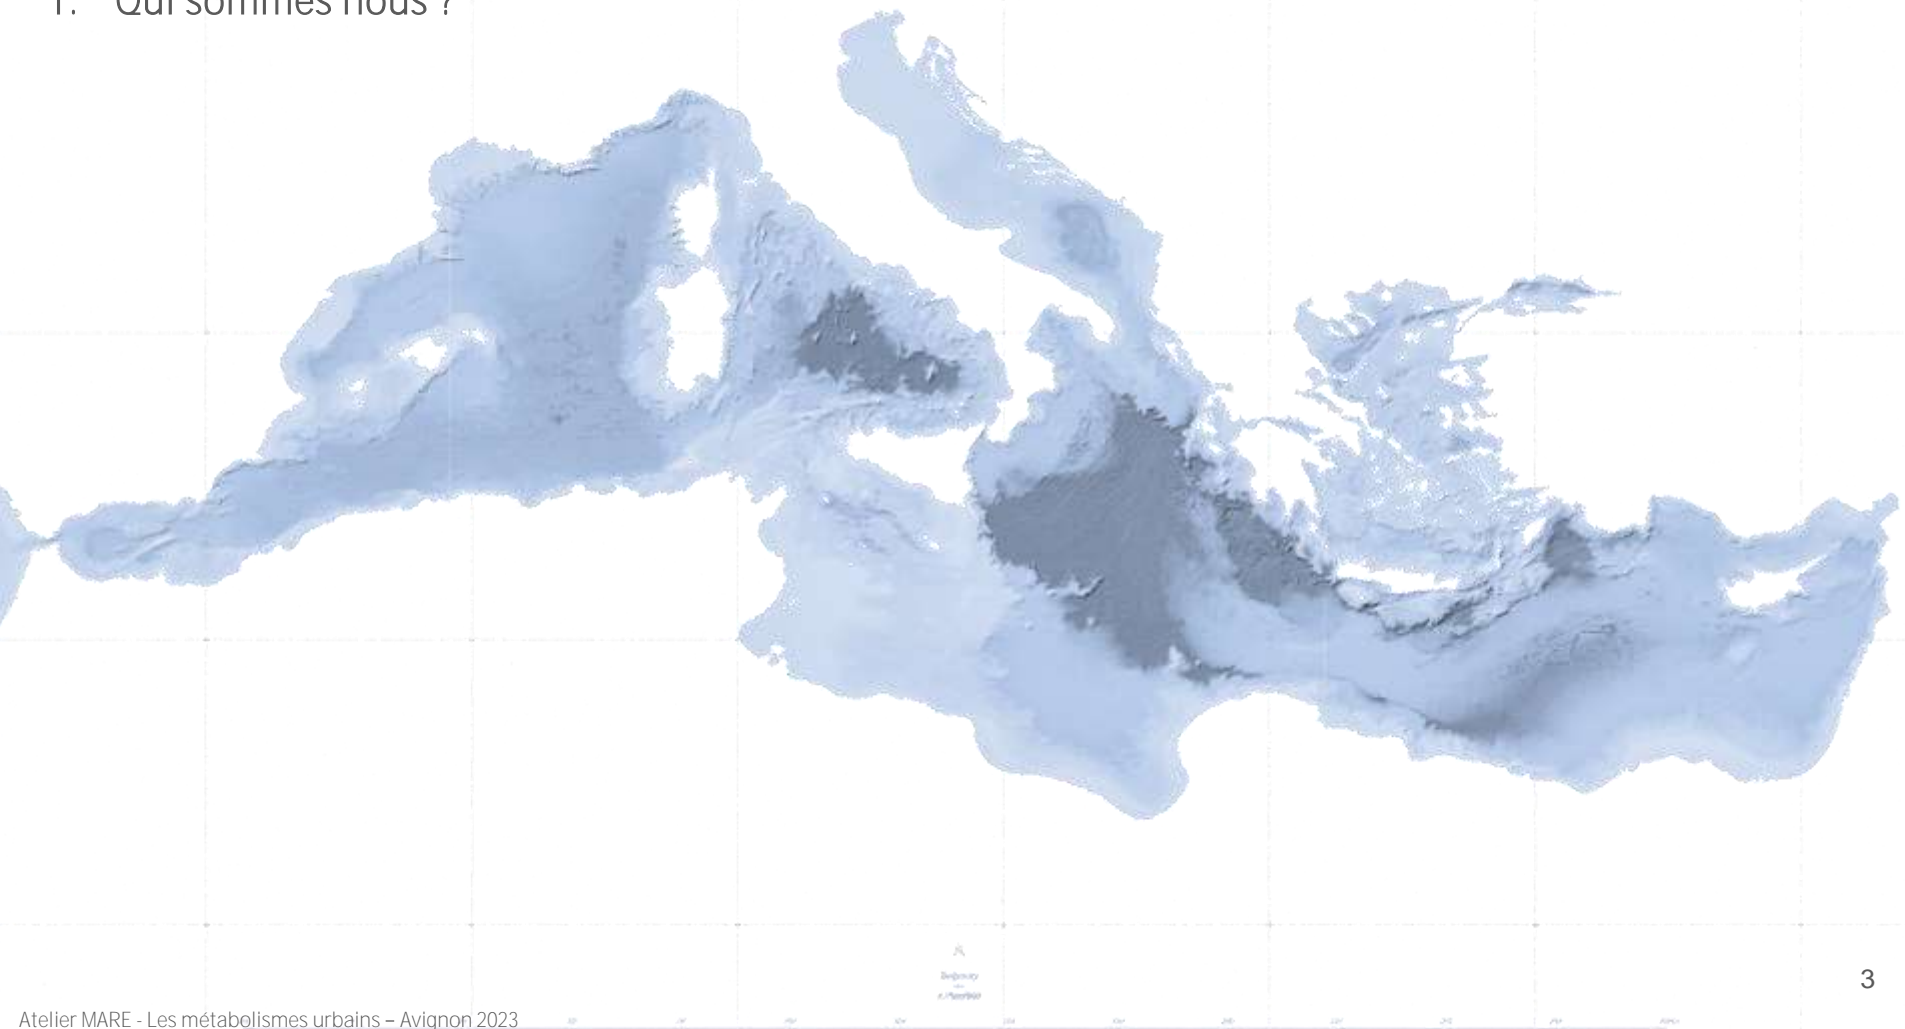 1. Qui sommes nous ?
3
Atelier MARE - Les métabolismes urbains – Avignon 2023